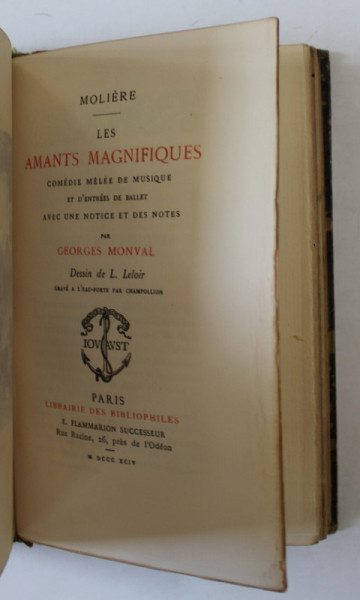 MOLIÈRE
LES
AMANTS MAGNIFIQUES
COMÉDIE MÊLÉE DE MUSIQUE
ET D'ENTRÉES DE BALLET
AVEC UNE NOTICE ET DES NOTES
PAR
GEORGES MONVAL
Dessin de L. Leloir
GRAVÉ A L'EAU-FORTE PAR CHAMPOLLION
IOVAVST
PARIS
LIBRAIRIE DES BIBLIOPHILES
E. FLAMMARION SUCCESSEUR
Rue Racine, 26, près de l'Odéon
M DCCC XCIV